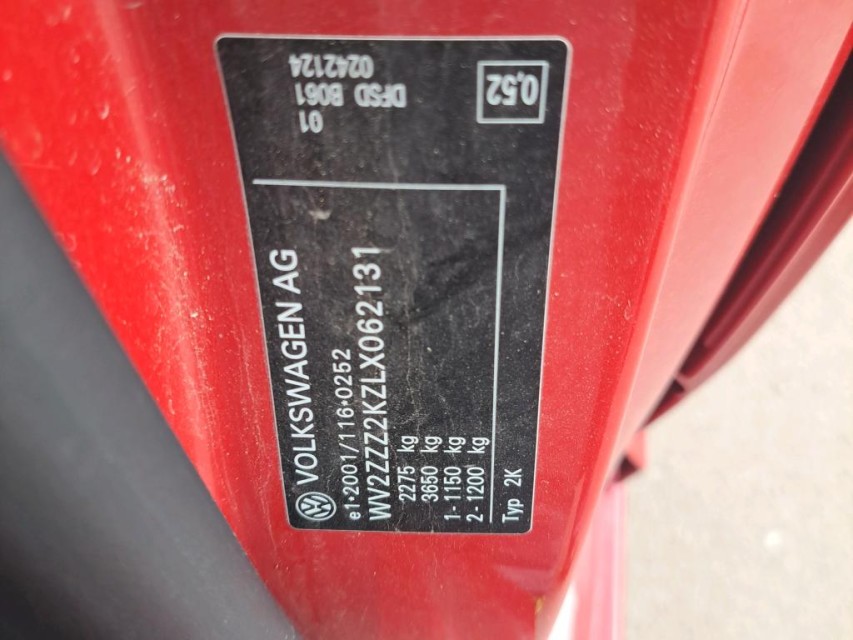 VOLKSWAGEN AG
e1*2001/116*0252
WV2ZZZ2KZLX062131
2275 kg
3650 kg
1- 1150 kg
2- 1200 kg
Typ 2K
01
DFSD B061
0242124
0,52